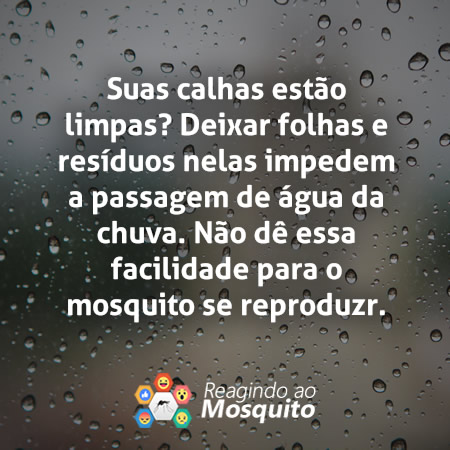 Suas calhas estão
limpas? Deixar folhas e
resíduos nelas impedem
a passagem de água da
chuva. Não dê essa
facilidade para o
mosquito se reproduzr.
Reagindo ao
Mosquito